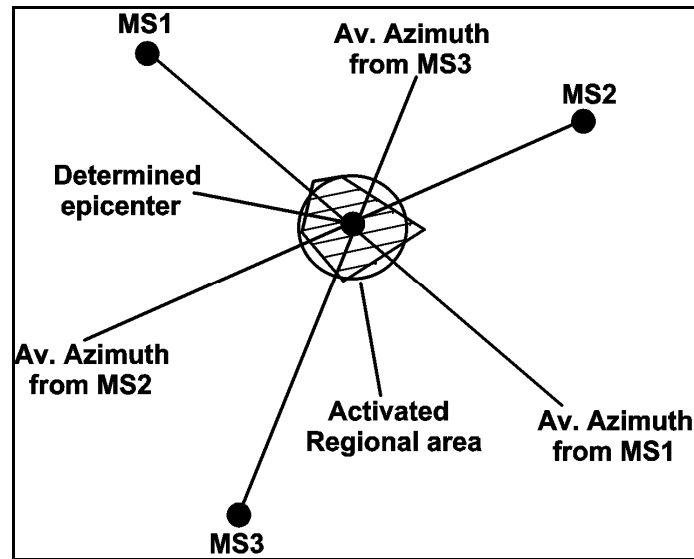 MS1
Av. Azimuth
from MS3
MS2
Determined
epicenter
Av. Azimuth
from MS2
Activated
Regional area
Av. Azimuth
from MS1
MS3